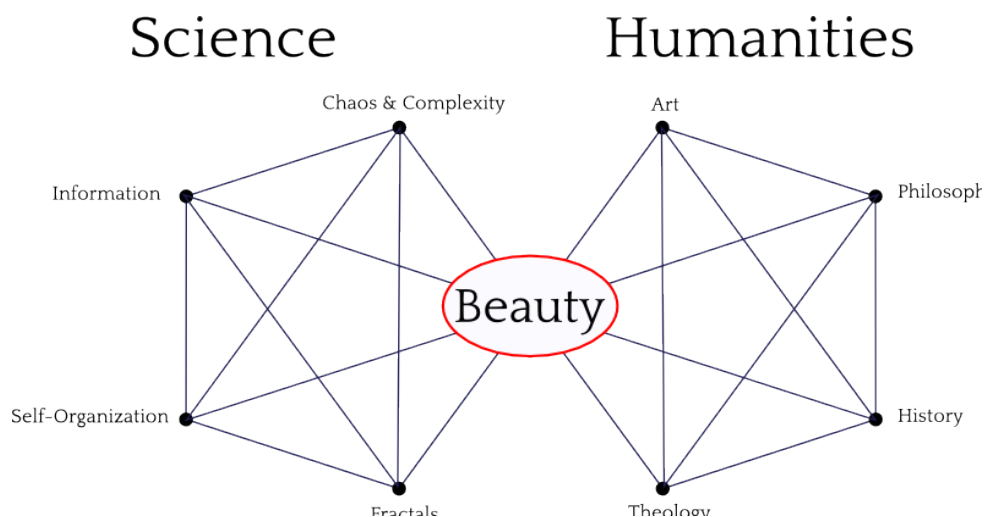 Science
Humanities
Chaos & Complexity
Art
Information
Philosoph
Beauty
Self-Organization
History
Fractals
Theology